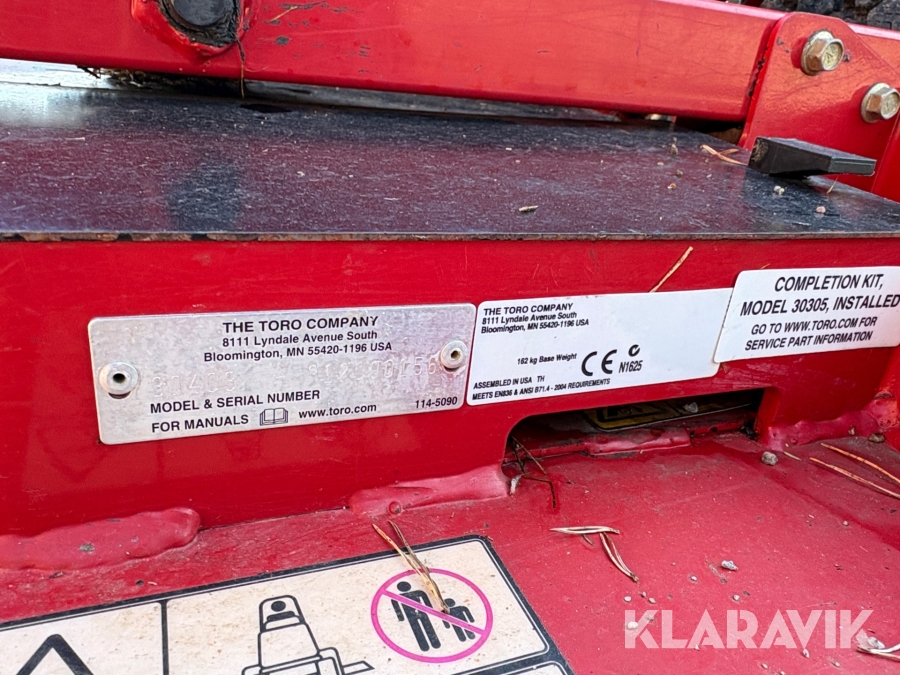 THE TORO COMPANY
8111 Lyndale Avenue South
Bloomington, MN 55420-1196 USA
MODEL & SERIAL NUMBER
FOR MANUALS www.toro.com
114-5090
THE TORO COMPANY
8111 Lyndale Avenue South
Bloomington, MN 55420-1196 USA
162 kg Base Weight
CE
N1625
ASSEMBLED IN USA TH
MEETS EN836 & ANSI B71.4 - 2004 REQUIREMENTS
COMPLETION KIT,
MODEL 30305, INSTALLED
GO TO WWW.TORO.COM FOR
SERVICE PART INFORMATION
KLARAVIK